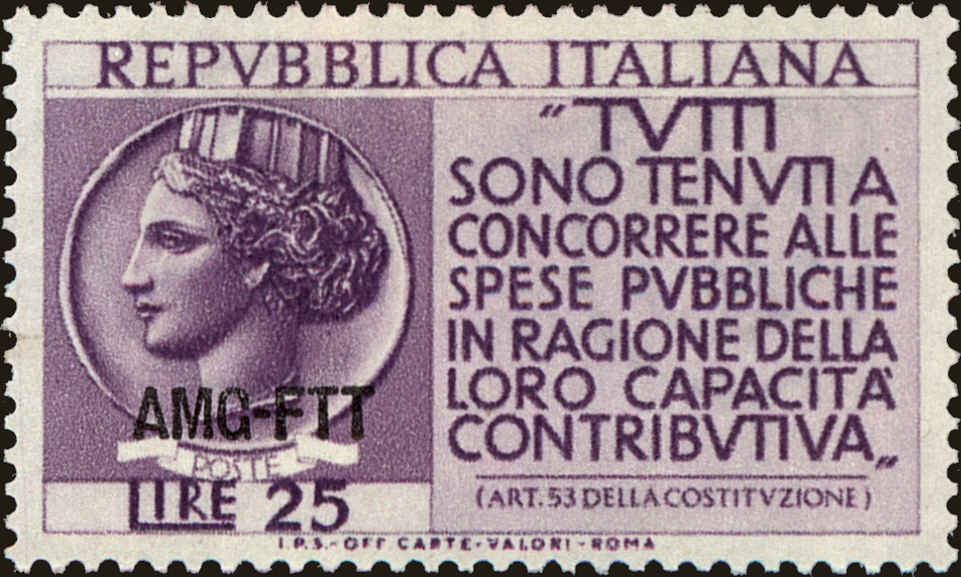 REPVBBLICA ITALIANA
“TVTTI
SONO TENVTI A
CONCORRERE ALLE
SPESE PVBBLICHE
IN RAGIONE DELLA
LORO CAPACITÀ
CONTRIBVTIVA„
(ART. 53 DELLA COSTITVZIONE)
AMG-FTT
POSTE
LIRE 25
I.P.S.-OFF. CARTE-VALORI-ROMA